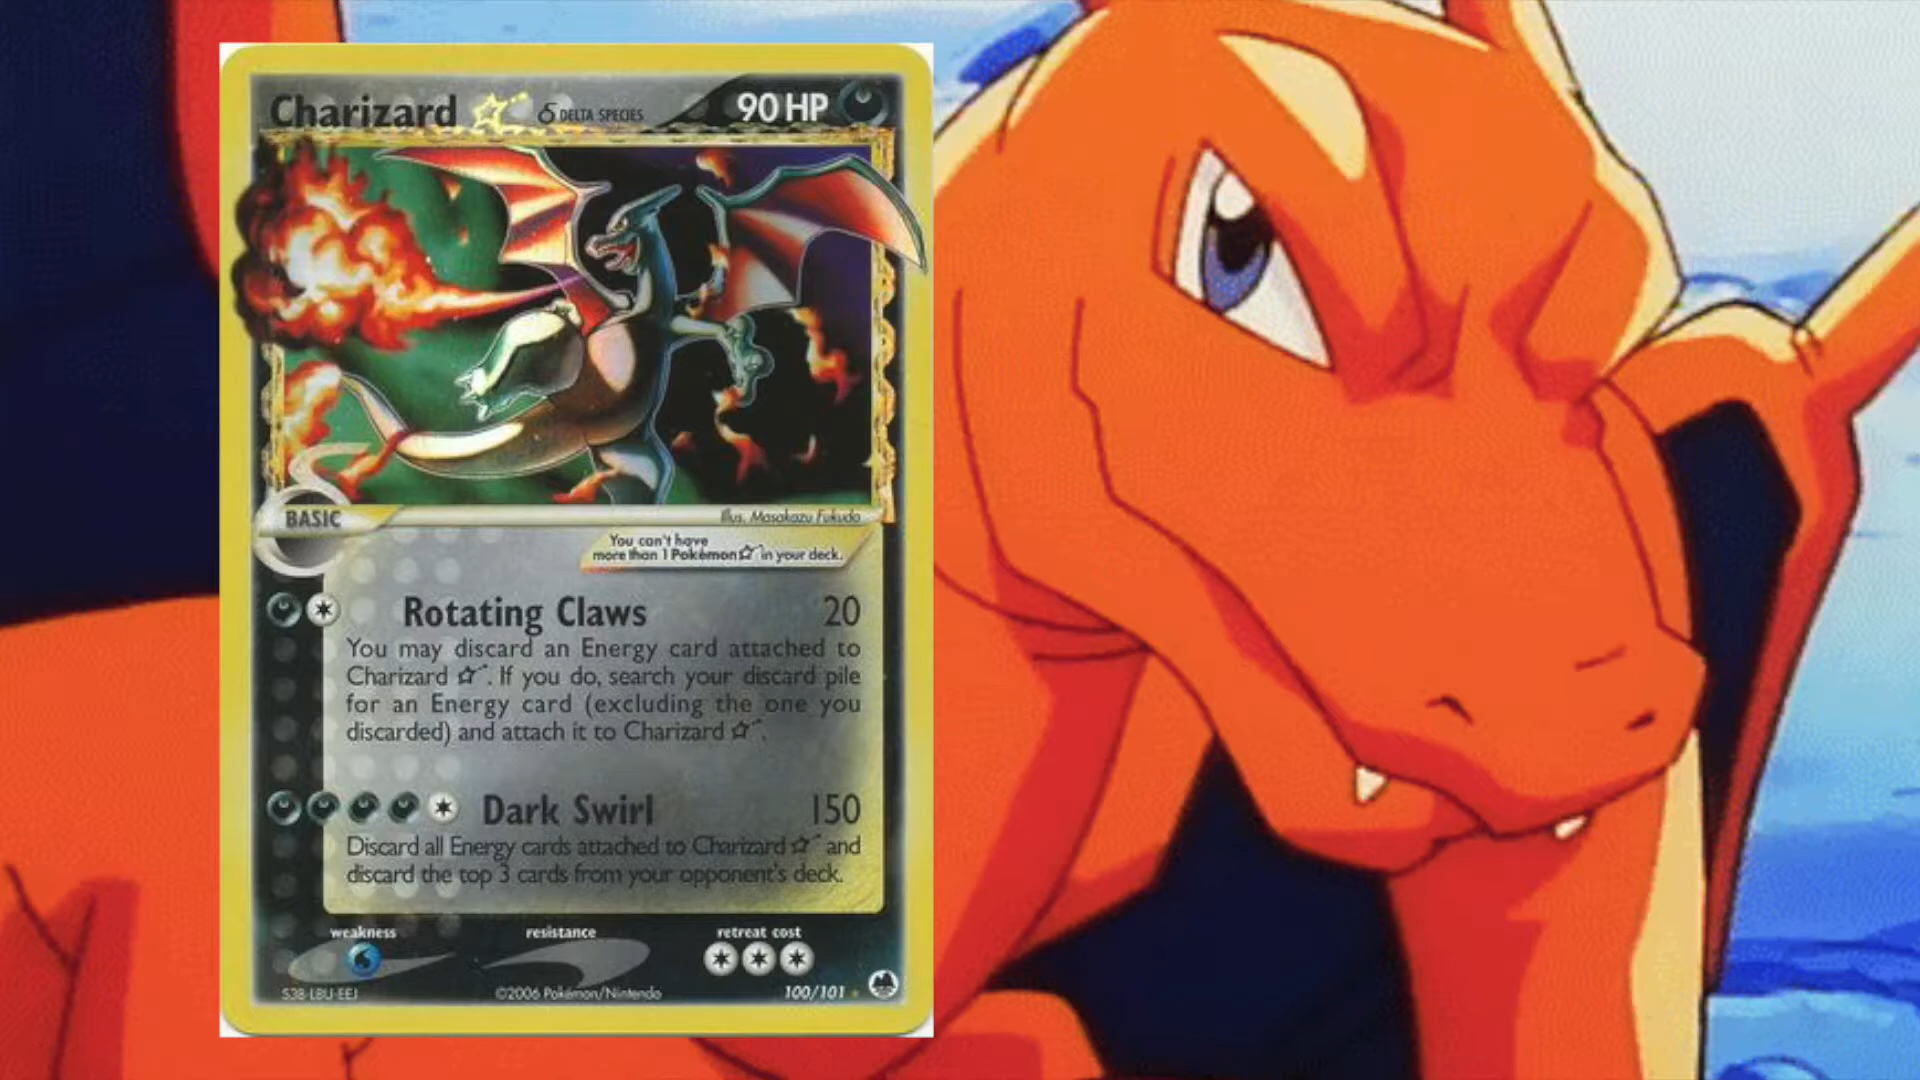 Charizard ☆ δ DELTA SPECIES 90 HP
BASIC
Illus. Masakazu Fukuda
You can't have
more than 1 Pokémon ☆ in your deck.
Rotating Claws 20
You may discard an Energy card attached to
Charizard ☆. If you do, search your discard pile
for an Energy card (excluding the one you
discarded) and attach it to Charizard ☆.
Dark Swirl 150
Discard all Energy cards attached to Charizard ☆ and
discard the top 3 cards from your opponent's deck.
weakness resistance retreat cost
S38-LBU-EEJ ©2006 Pokémon/Nintendo 100/101 ★